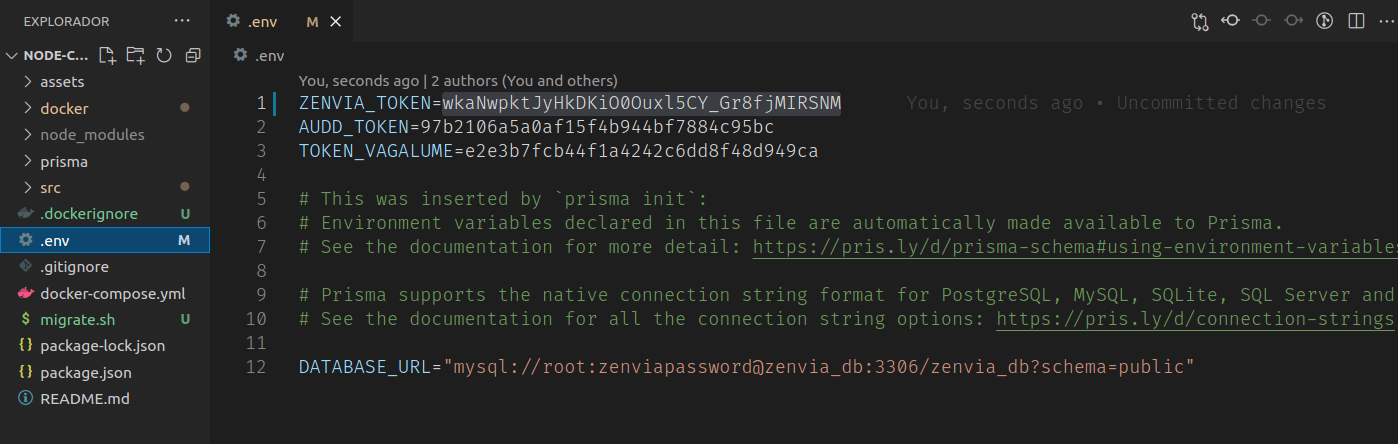 EXPLORADOR ···
NODE-C...
assets
docker
node_modules
prisma
src
.dockerignore U
.env M
.gitignore
docker-compose.yml
$ migrate.sh U
{} package-lock.json
{} package.json
README.md
.env M
.env
You, seconds ago | 2 authors (You and others)
1 ZENVIA_TOKEN=wkaNwpktJyHkDKiO0Ouxl5CY_Gr8fjMIRSNM You, seconds ago • Uncommitted changes
2 AUDD_TOKEN=97b2106a5a0af15f4b944bf7884c95bc
3 TOKEN_VAGALUME=e2e3b7fcb44f1a4242c6dd8f48d949ca
4
5 # This was inserted by `prisma init`:
6 # Environment variables declared in this file are automatically made available to Prisma.
7 # See the documentation for more detail: https://pris.ly/d/prisma-schema#using-environment-variables
8
9 # Prisma supports the native connection string format for PostgreSQL, MySQL, SQLite, SQL Server and
10 # See the documentation for all the connection string options: https://pris.ly/d/connection-strings
11
12 DATABASE_URL="mysql://root:zenviapassword@zenvia_db:3306/zenvia_db?schema=public"